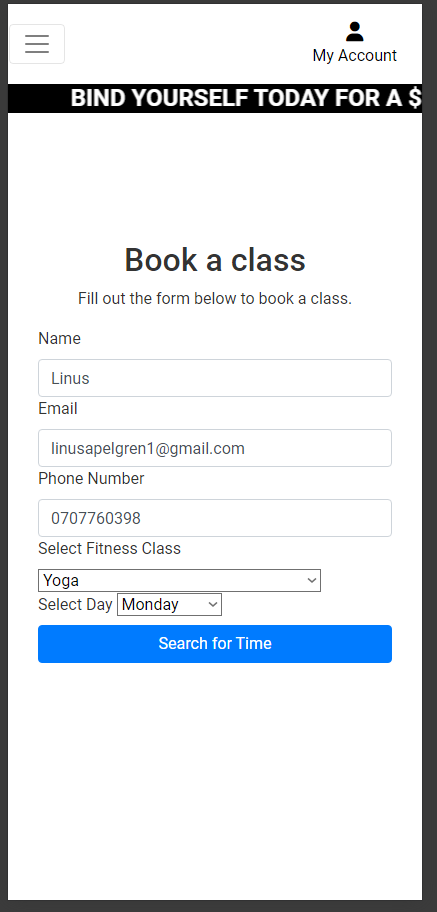 My Account
BIND YOURSELF TODAY FOR A $
Book a class
Fill out the form below to book a class.
Name
Linus
Email
linusapelgren1@gmail.com
Phone Number
0707760398
Select Fitness Class
Yoga
Select Day Monday
Search for Time